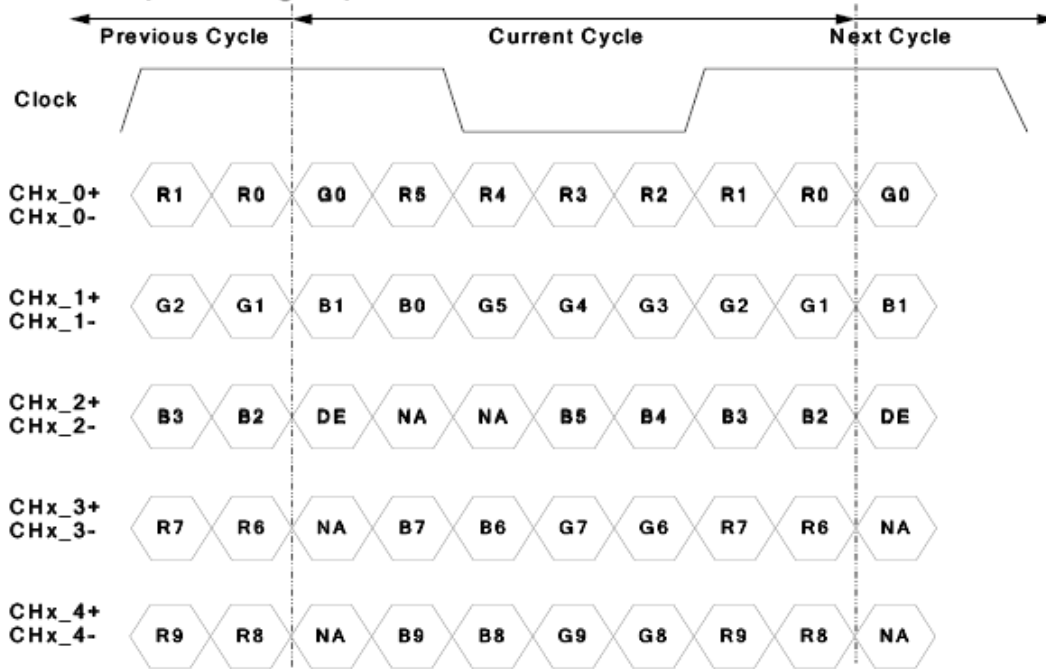 Previous Cycle Current Cycle Next Cycle
Clock
CHx_0+
CHx_0-
R1 R0 G0 R5 R4 R3 R2 R1 R0 G0
CHx_1+
CHx_1-
G2 G1 B1 B0 G5 G4 G3 G2 G1 B1
CHx_2+
CHx_2-
B3 B2 DE NA NA B5 B4 B3 B2 DE
CHx_3+
CHx_3-
R7 R6 NA B7 B6 G7 G6 R7 R6 NA
CHx_4+
CHx_4-
R9 R8 NA B9 B8 G9 G8 R9 R8 NA